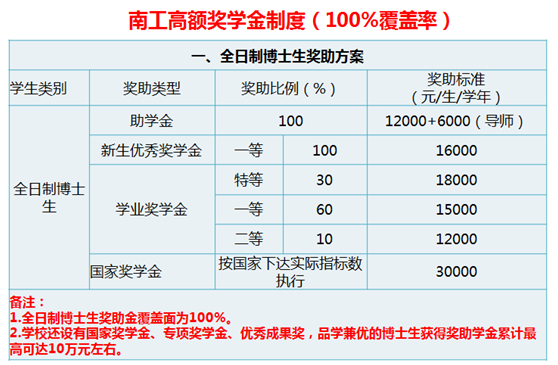 南工高额奖学金制度（100%覆盖率）
一、全日制博士生奖助方案
学生类别 奖助类型 奖助比例（%） 奖助标准（元/生/学年）
全日制博士生 助学金 100 12000+6000（导师）
新生优秀奖学金 一等 100 16000
学业奖学金 特等 30 18000
一等 60 15000
二等 10 12000
国家奖学金 按国家下达实际指标数执行 30000
备注：
1.全日制博士生奖助金覆盖面为100%。
2.学校还设有国家奖学金、专项奖学金、优秀成果奖，品学兼优的博士生获得奖助学金累计最
高可达10万元左右。